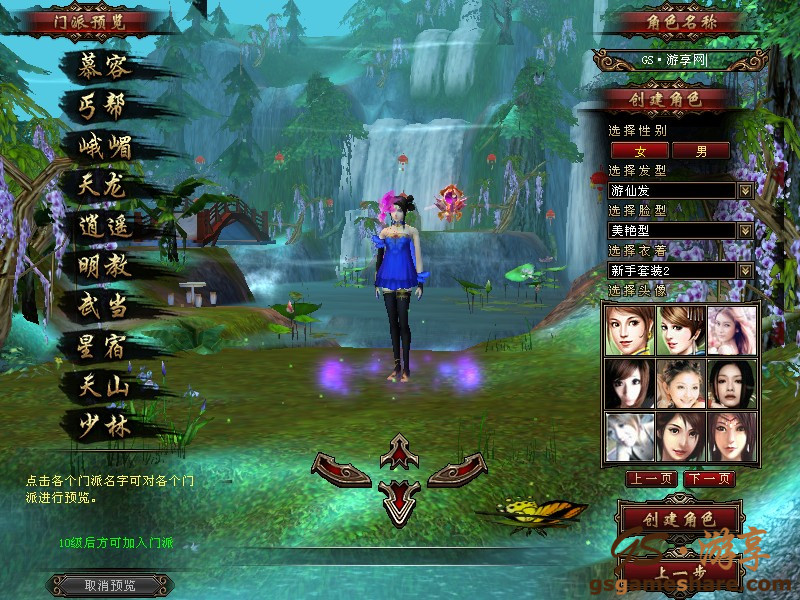 门派预览
慕容
丐帮
峨嵋
天龙
逍遥
明教
武当
星宿
天山
少林
点击各个门派名字可对各个门
派进行预览。
10级后方可加入门派
取消预览
角色名称
GS·游享网
创建角色
选择性别
女 男
选择发型
游仙发
选择脸型
美艳型
选择衣着
新手套装2
选择头像
上一页 下一页
创建角色
GS·游享
上一步
gsgameshare.com